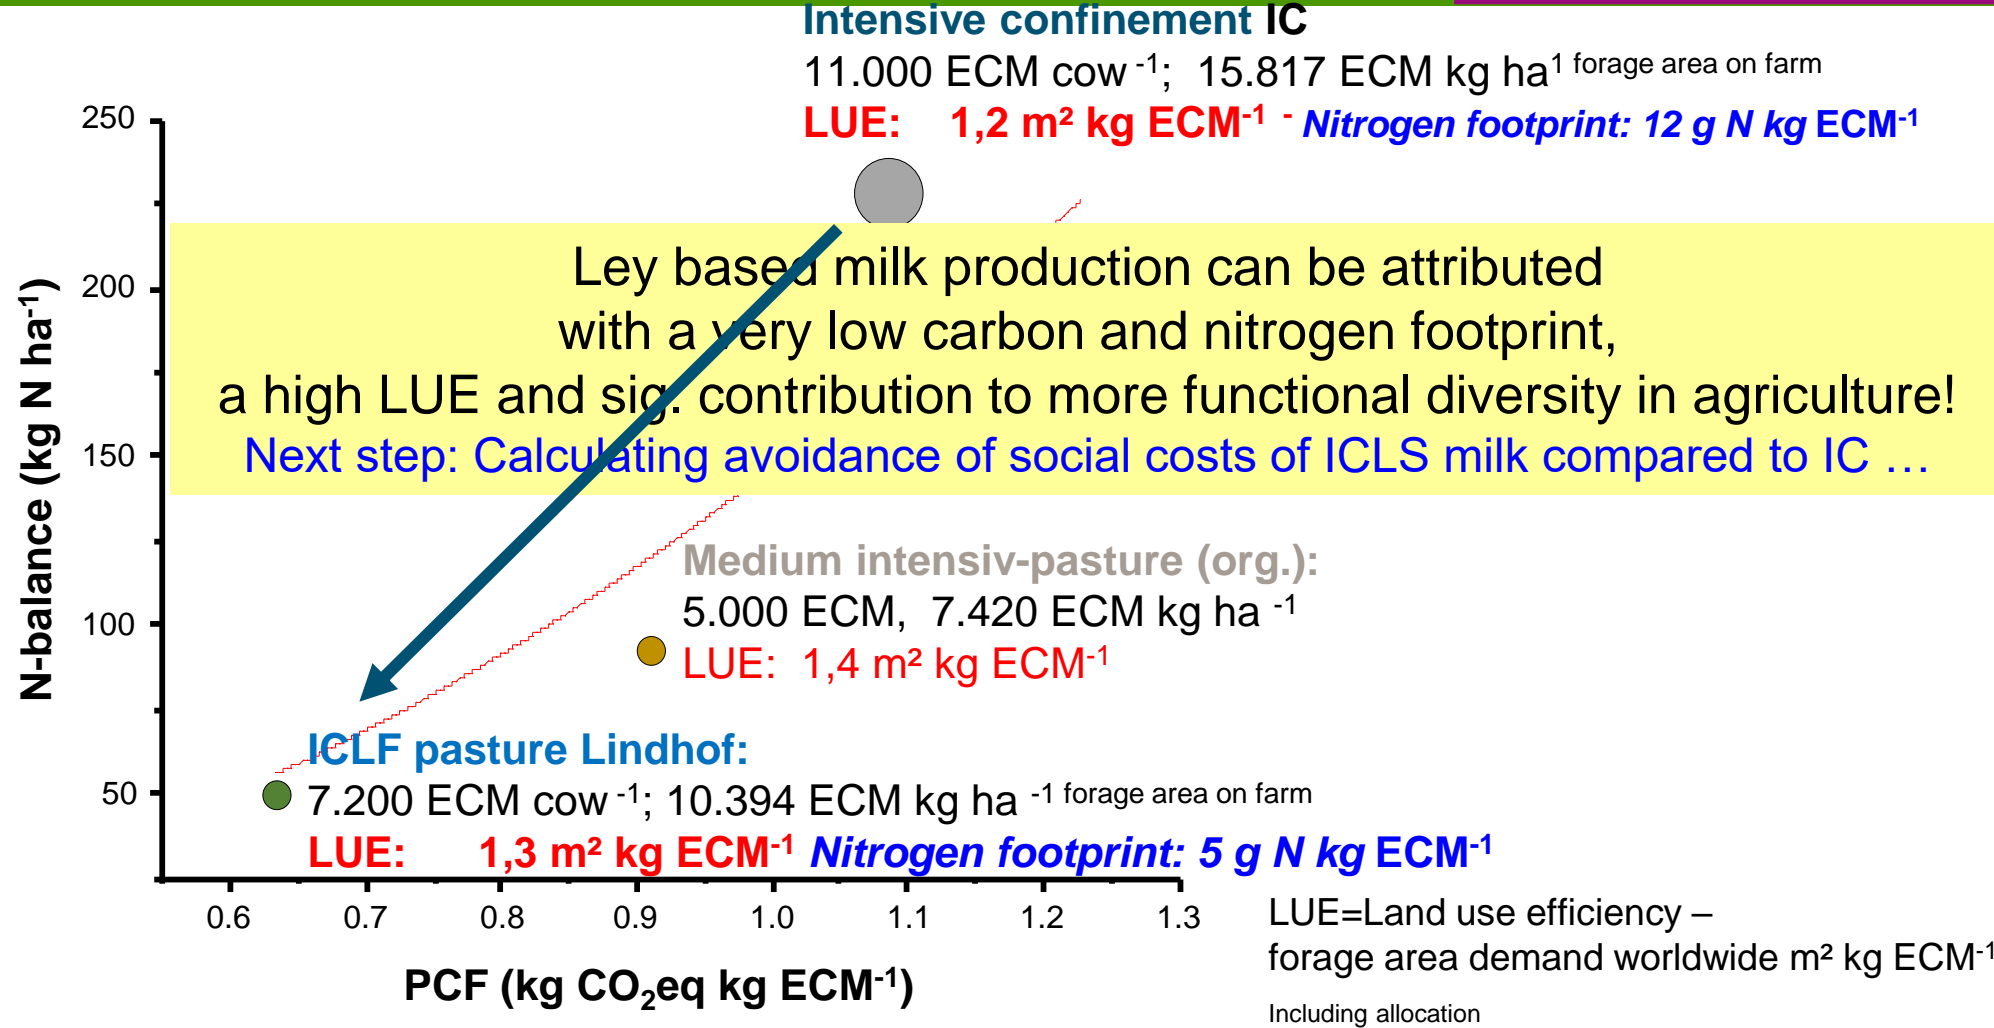 Intensive confinement IC
11.000 ECM cow -1; 15.817 ECM kg ha1 forage area on farm
LUE: 1,2 m² kg ECM-1 - Nitrogen footprint: 12 g N kg ECM-1
250
200
150
100
50
N-balance (kg N ha-1)
Ley based milk production can be attributed
with a very low carbon and nitrogen footprint,
a high LUE and sig. contribution to more functional diversity in agriculture!
Next step: Calculating avoidance of social costs of ICLS milk compared to IC …
Medium intensiv-pasture (org.):
5.000 ECM, 7.420 ECM kg ha -1
LUE: 1,4 m² kg ECM-1
ICLF pasture Lindhof:
7.200 ECM cow -1; 10.394 ECM kg ha -1 forage area on farm
LUE: 1,3 m² kg ECM-1 Nitrogen footprint: 5 g N kg ECM-1
0.6 0.7 0.8 0.9 1.0 1.1 1.2 1.3
PCF (kg CO2eq kg ECM-1)
LUE=Land use efficiency –
forage area demand worldwide m² kg ECM-1
Including allocation